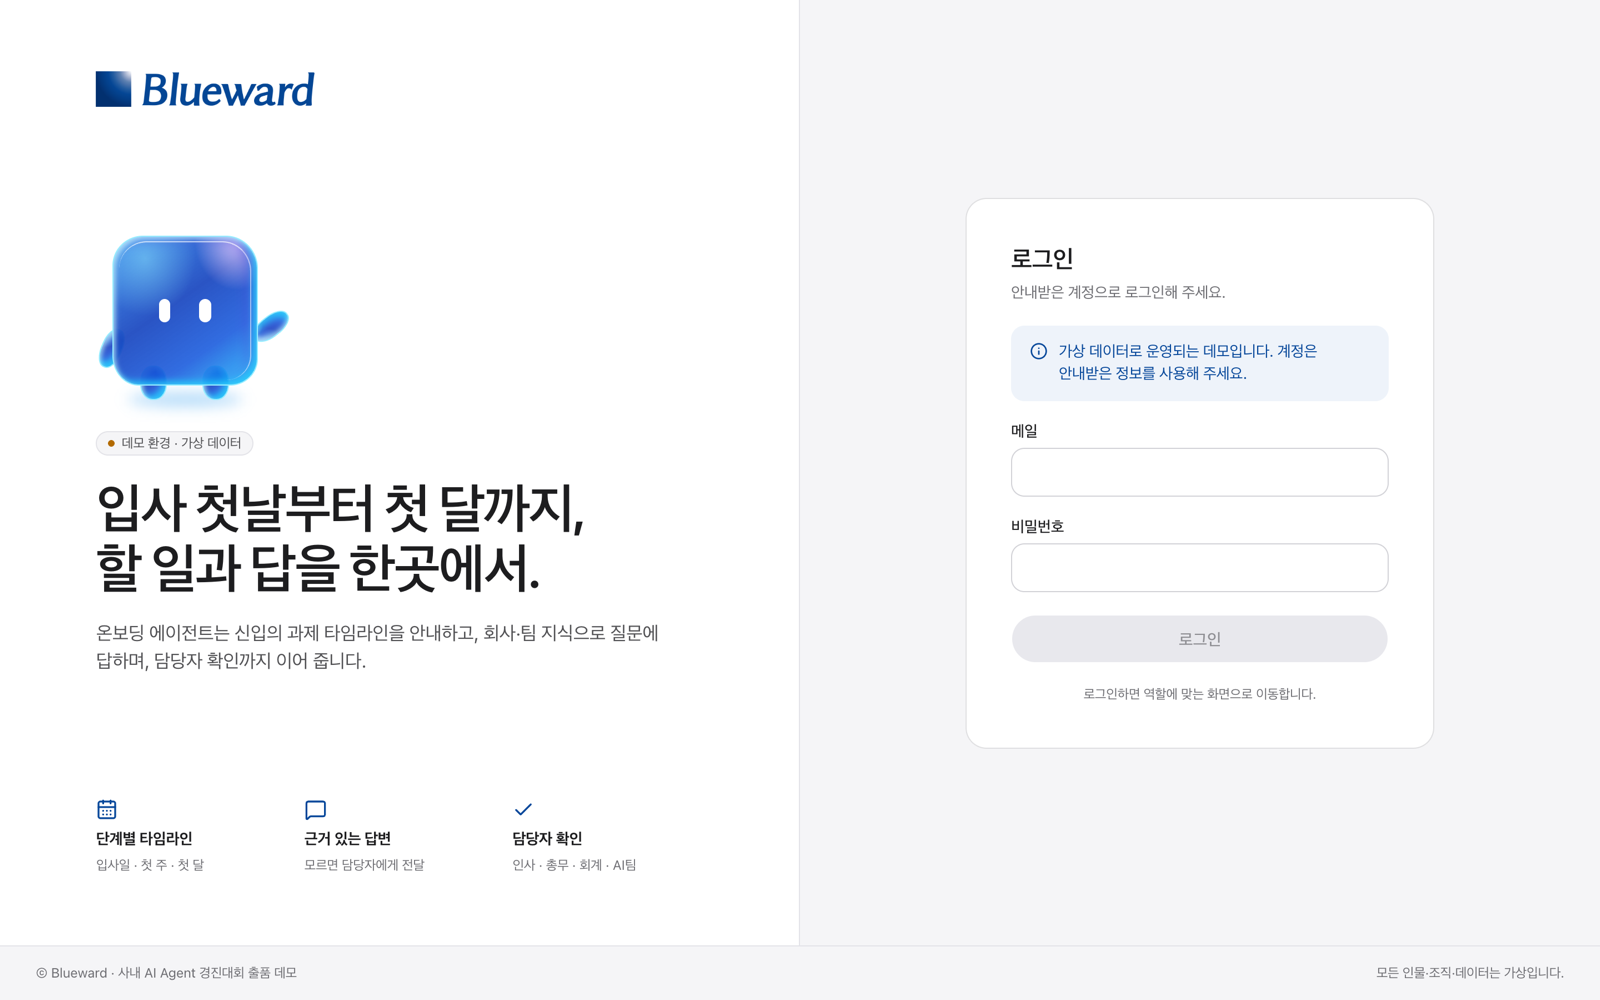 Blueward
데모 환경 · 가상 데이터
입사 첫날부터 첫 달까지,
할 일과 답을 한곳에서.
온보딩 에이전트는 신입의 과제 타임라인을 안내하고, 회사·팀 지식으로 질문에
답하며, 담당자 확인까지 이어 줍니다.
단계별 타임라인
입사일 · 첫 주 · 첫 달
근거 있는 답변
모르면 담당자에게 전달
담당자 확인
인사 · 총무 · 회계 · AI팀
로그인
안내받은 계정으로 로그인해 주세요.
가상 데이터로 운영되는 데모입니다. 계정은
안내받은 정보를 사용해 주세요.
메일
비밀번호
로그인
로그인하면 역할에 맞는 화면으로 이동합니다.
© Blueward · 사내 AI Agent 경진대회 출품 데모
모든 인물·조직·데이터는 가상입니다.